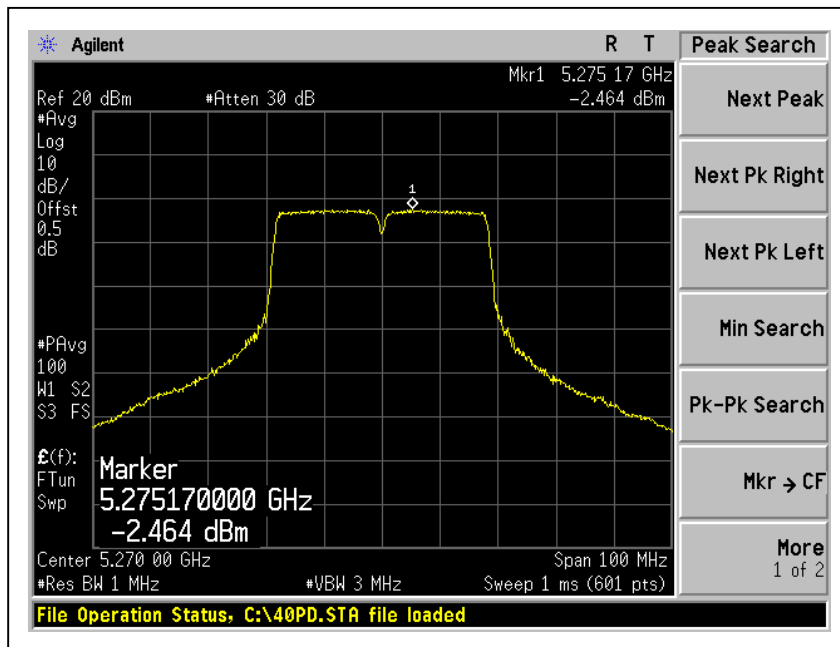 Agilent R T Peak Search
Mkr1 5.275 17 GHz
Ref 20 dBm #Atten 30 dB -2.464 dBm
#Avg
Log
10
dB/
Offst
0.5
dB
1
#PAvg
100
W1 S2
S3 FS
£(f):
FTun
Swp
Marker
5.275170000 GHz
-2.464 dBm
Center 5.270 00 GHz Span 100 MHz
#Res BW 1 MHz #VBW 3 MHz Sweep 1 ms (601 pts)
File Operation Status, C:\40PD.STA file loaded
Next Peak
Next Pk Right
Next Pk Left
Min Search
Pk-Pk Search
Mkr → CF
More
1 of 2